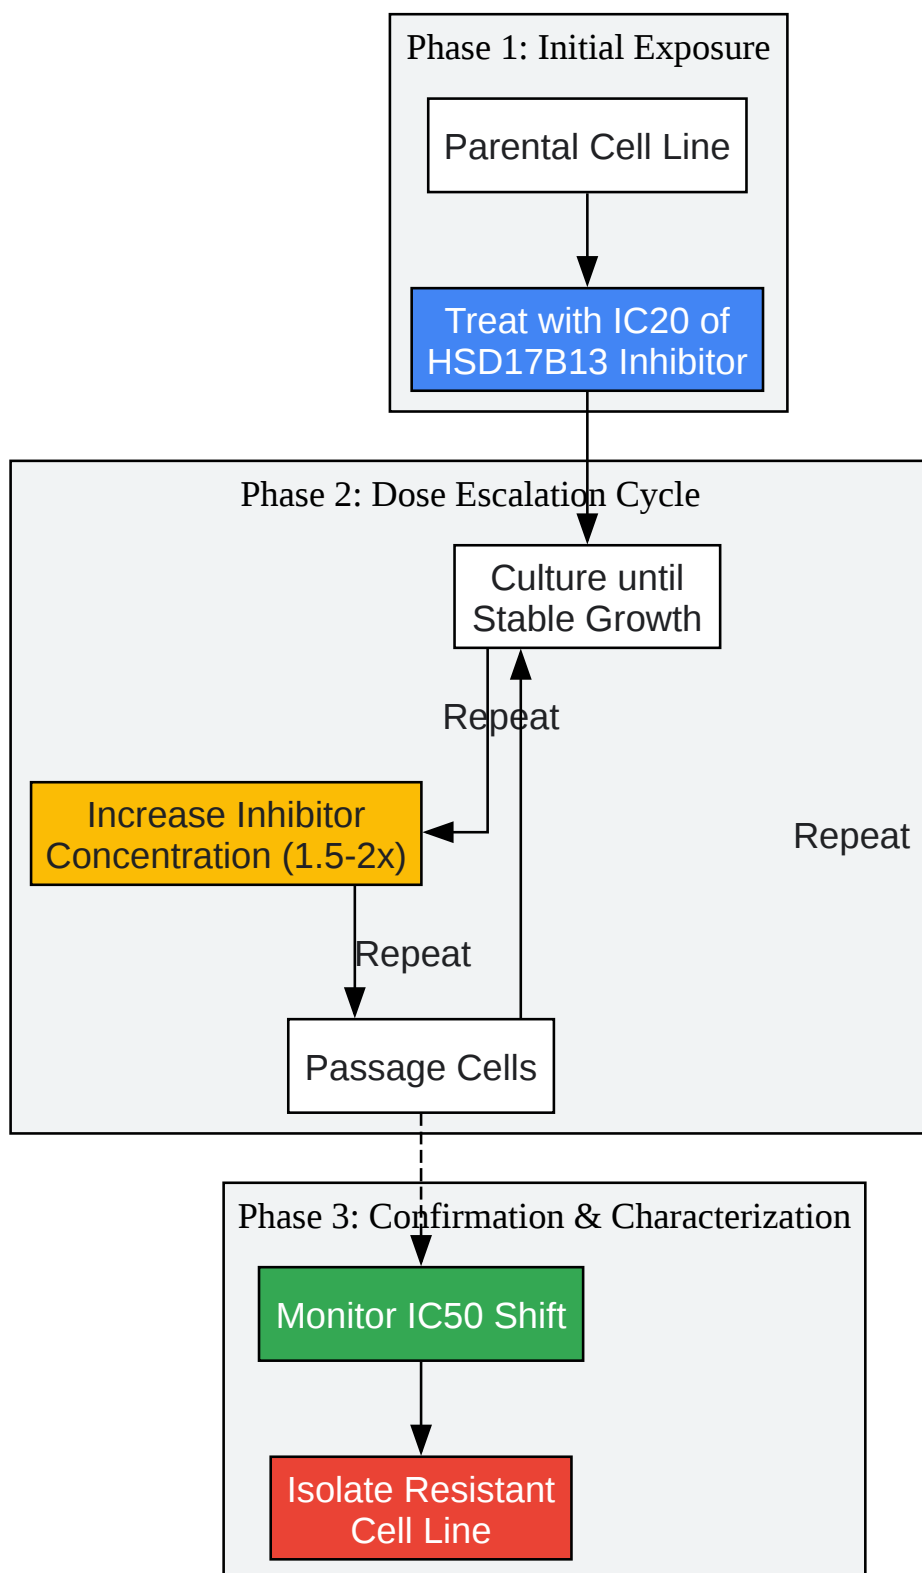 Phase 1: Initial Exposure
Parental Cell Line
Treat with IC20 of
HSD17B13 Inhibitor
Phase 2: Dose Escalation Cycle
Culture until
Stable Growth
Repeat
Increase Inhibitor
Concentration (1.5-2x)
Repeat
Repeat
Passage Cells
Phase 3: Confirmation & Characterization
Monitor IC50 Shift
Isolate Resistant
Cell Line